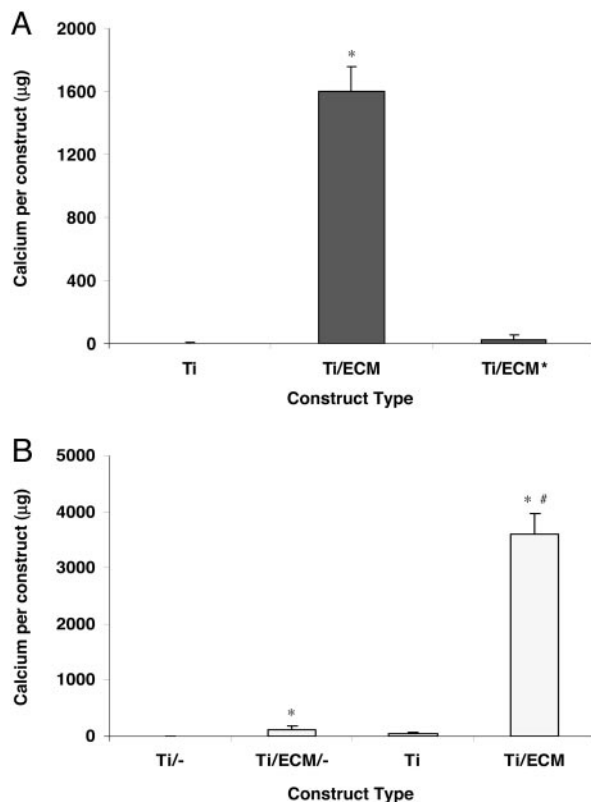 A
2000
1600
1200
800
400
0
Calcium per construct (µg)
*
Ti Ti/ECM Ti/ECM*
Construct Type
B
5000
4000
3000
2000
1000
0
Calcium per construct (µg)
* #
*
Ti/- Ti/ECM/- Ti Ti/ECM
Construct Type